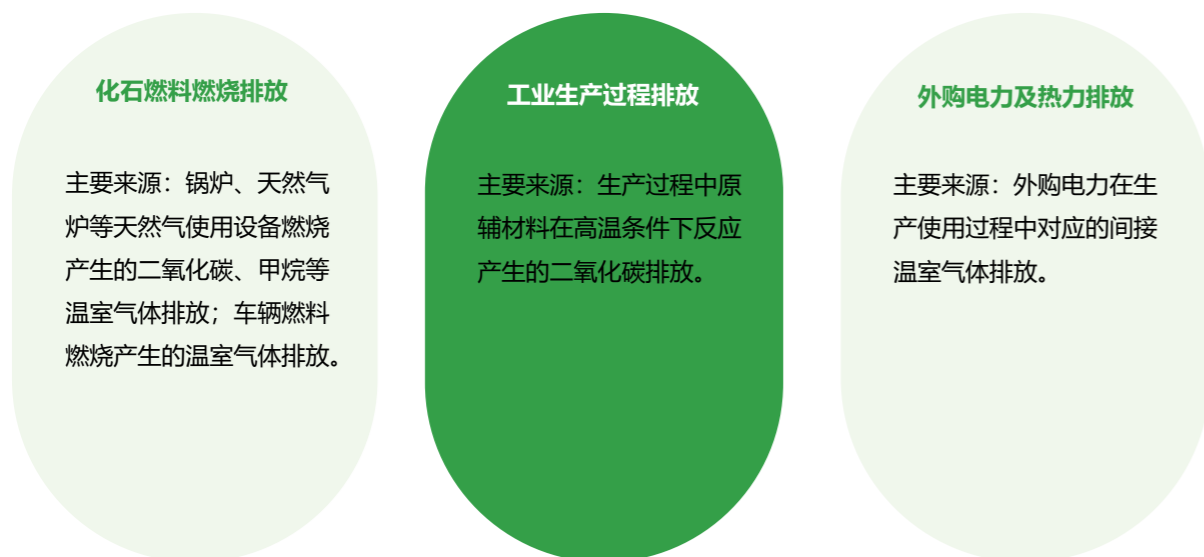 化石燃料燃烧排放
主要来源：锅炉、天然气
炉等天然气使用设备燃烧
产生的二氧化碳、甲烷等
温室气体排放；车辆燃料
燃烧产生的温室气体排放。
工业生产过程排放
主要来源：生产过程中原
辅材料在高温条件下反应
产生的二氧化碳排放。
外购电力及热力排放
主要来源：外购电力在生
产使用过程中对应的间接
温室气体排放。